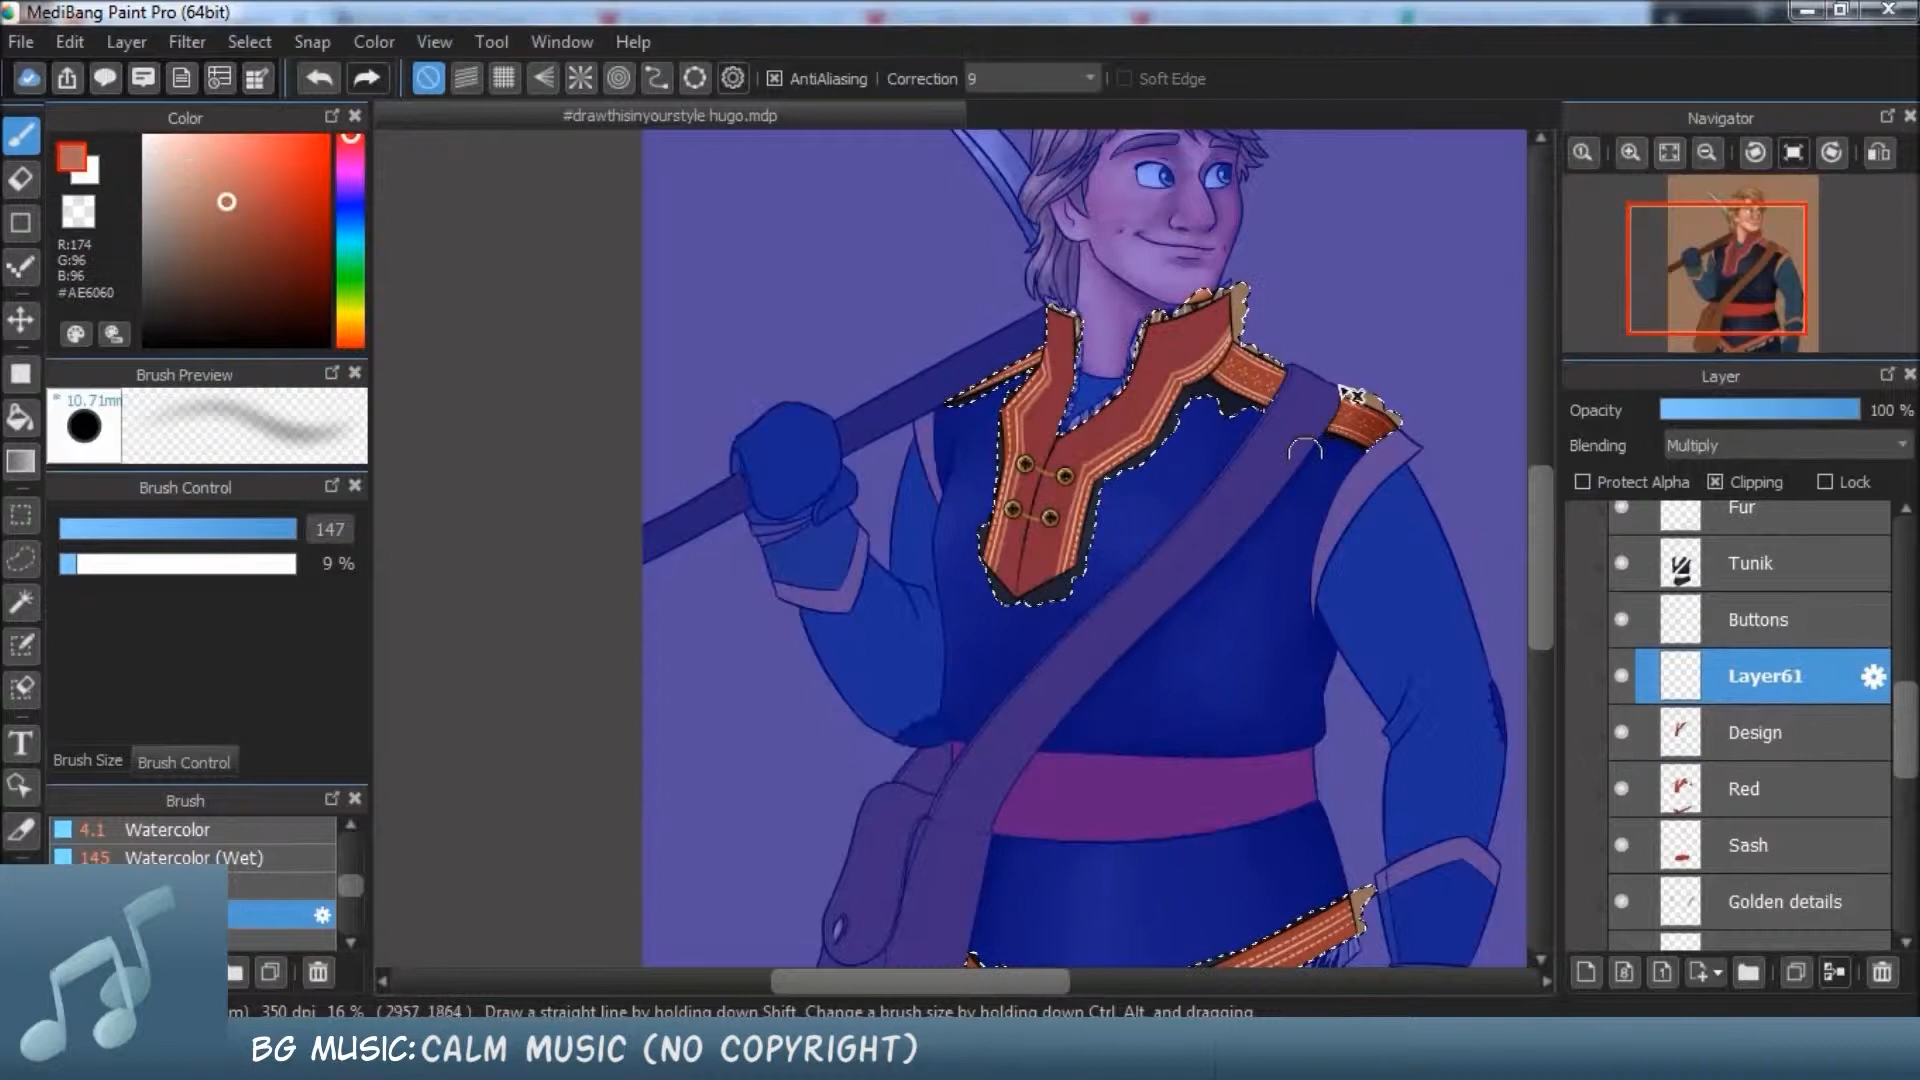 MediBang Paint Pro (64bit)
File Edit Layer Filter Select Snap Color View Tool Window Help
AntiAliasing Correction 9 Soft Edge
Color
#drawthisinyourstyle hugo.mdp
Navigator
R:174
G:96
B:96
#AE6060
Brush Preview
10.71mm
Layer
Opacity 100 %
Blending Multiply
Protect Alpha Clipping Lock
Brush Control
147
9 %
Fur
Tunik
Buttons
Layer61
Design
Red
Sash
Golden details
Brush Size Brush Control
Brush
4.1 Watercolor
145 Watercolor (Wet)
T
m) 350 dpi 16 % (2957 1864) Draw a straight line by holding down Shift. Change a brush size by holding down Ctrl, Alt, and dragging
BG MUSIC: CALM MUSIC (NO COPYRIGHT)